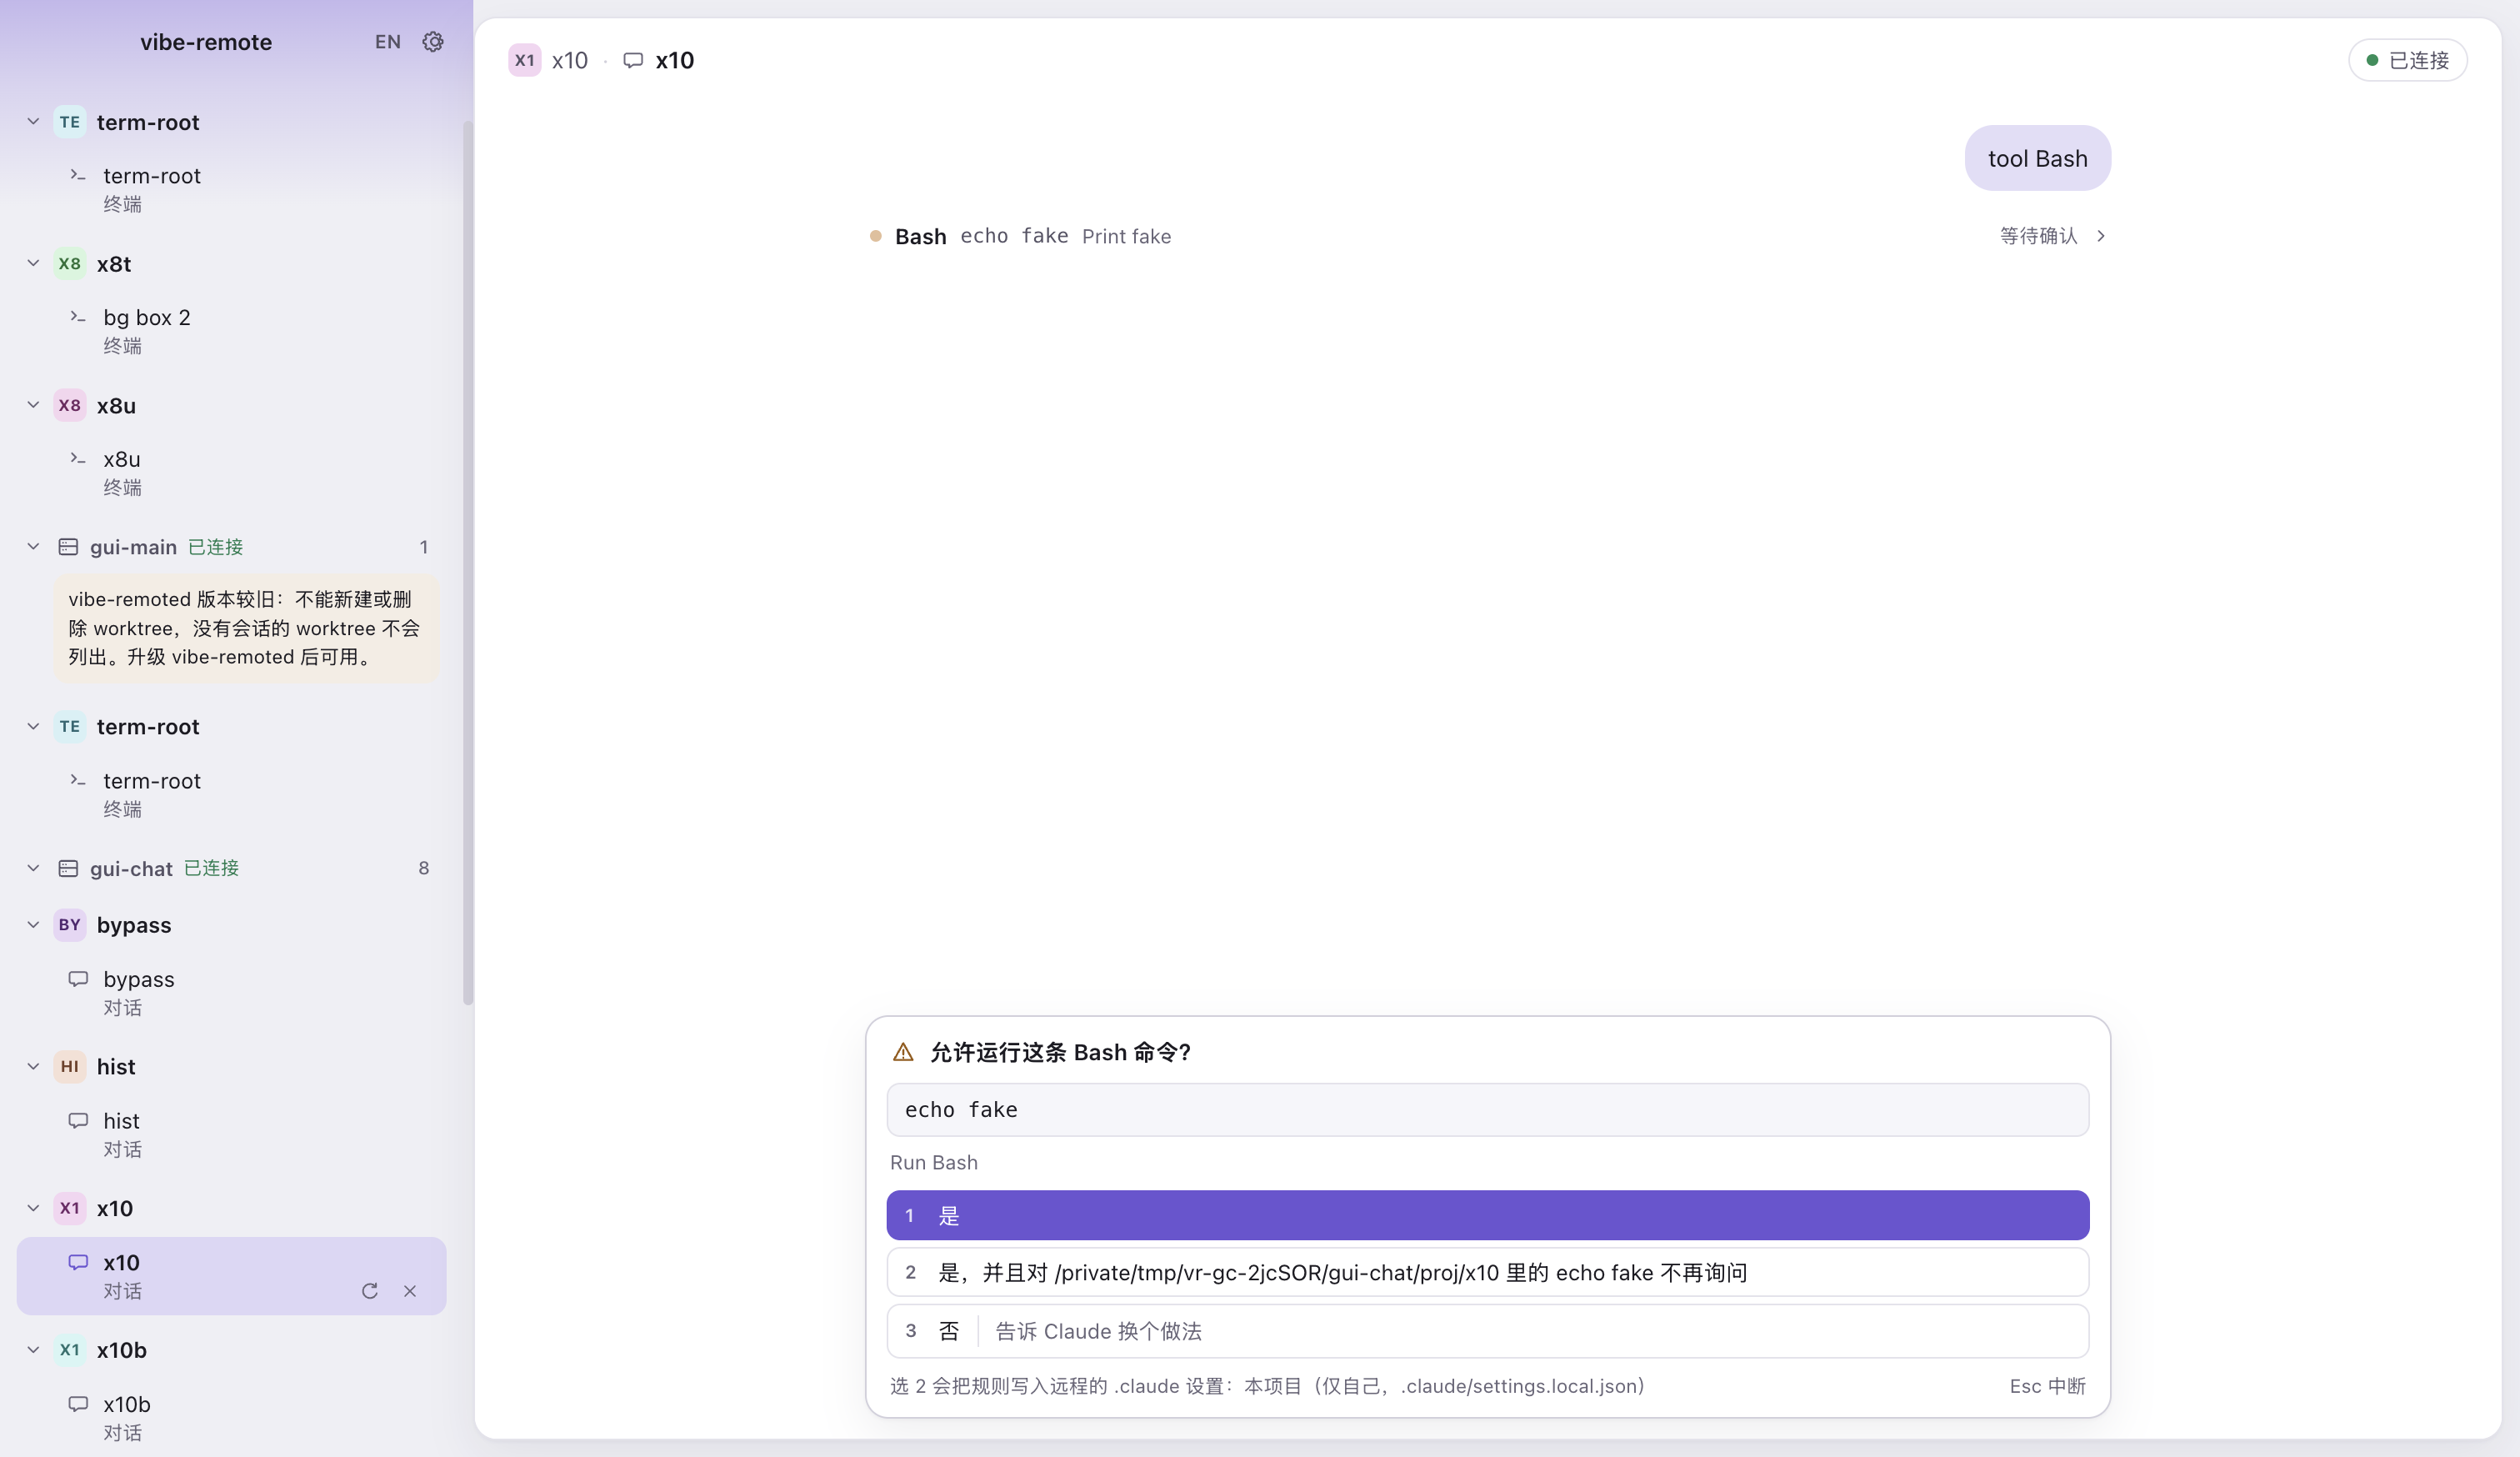 vibe-remote EN
TE term-root
term-root
终端
X8 x8t
bg box 2
终端
X8 x8u
x8u
终端
gui-main 已连接 1
vibe-remoted 版本较旧：不能新建或删
除 worktree，没有会话的 worktree 不会
列出。升级 vibe-remoted 后可用。
TE term-root
term-root
终端
gui-chat 已连接 8
BY bypass
bypass
对话
HI hist
hist
对话
X1 x10
x10
对话
X1 x10b
x10b
对话
X1 x10 · x10
已连接
tool Bash
Bash echo fake Print fake 等待确认
允许运行这条 Bash 命令？
echo fake
Run Bash
1 是
2 是，并且对 /private/tmp/vr-gc-2jcSOR/gui-chat/proj/x10 里的 echo fake 不再询问
3 否 告诉 Claude 换个做法
选 2 会把规则写入远程的 .claude 设置：本项目（仅自己，.claude/settings.local.json） Esc 中断